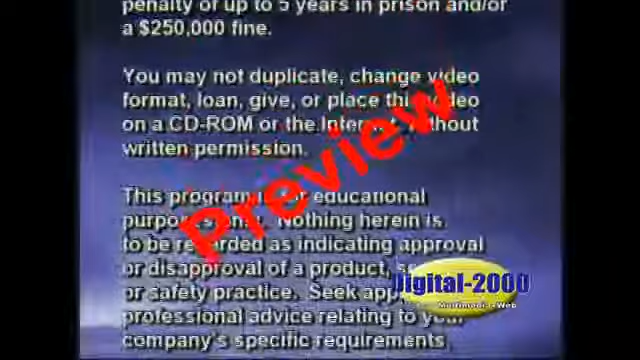 penalty of up to 5 years in prison and/or
a $250,000 fine.
You may not duplicate, change video
format, loan, give, or place this video
on a CD-ROM or the Internet, without
written permission.
This program is for educational
purposes only. Nothing herein is
to be regarded as indicating approval
or disapproval of a product,
or safety practice. Seek
professional advice relating to your
company's specific requirements.
Preview
Digital-2000
Multimedia-Web